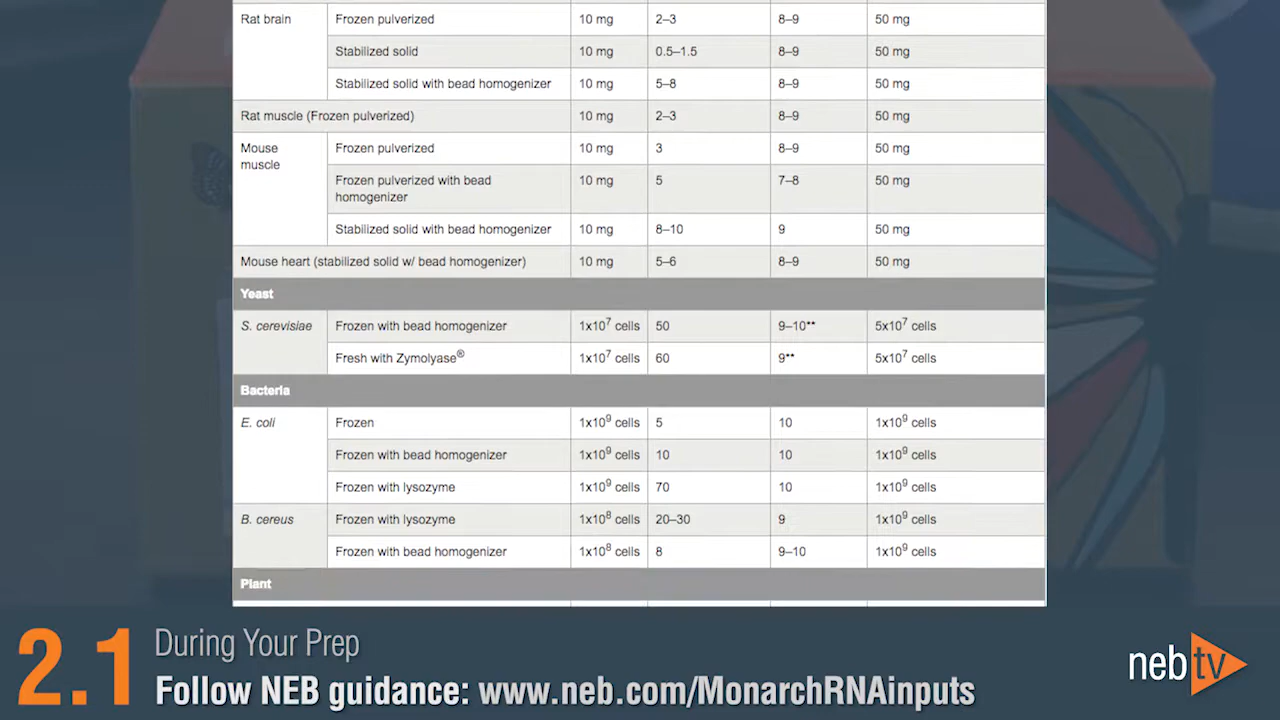 Rat brain Frozen pulverized 10 mg 2–3 8–9 50 mg
Stabilized solid 10 mg 0.5–1.5 8–9 50 mg
Stabilized solid with bead homogenizer 10 mg 5–8 8–9 50 mg
Rat muscle (Frozen pulverized) 10 mg 2–3 8–9 50 mg
Mouse muscle Frozen pulverized 10 mg 3 8–9 50 mg
Frozen pulverized with bead homogenizer 10 mg 5 7–8 50 mg
Stabilized solid with bead homogenizer 10 mg 8–10 9 50 mg
Mouse heart (stabilized solid w/ bead homogenizer) 10 mg 5–6 8–9 50 mg
Yeast
S. cerevisiae Frozen with bead homogenizer 1x10⁷ cells 50 9–10** 5x10⁷ cells
Fresh with Zymolyase® 1x10⁷ cells 60 9** 5x10⁷ cells
Bacteria
E. coli Frozen 1x10⁹ cells 5 10 1x10⁹ cells
Frozen with bead homogenizer 1x10⁹ cells 10 10 1x10⁹ cells
Frozen with lysozyme 1x10⁹ cells 70 10 1x10⁹ cells
B. cereus Frozen with lysozyme 1x10⁸ cells 20–30 9 1x10⁹ cells
Frozen with bead homogenizer 1x10⁸ cells 8 9–10 1x10⁹ cells
Plant
2.1 During Your Prep
Follow NEB guidance: www.neb.com/MonarchRNAinputs
neb tv